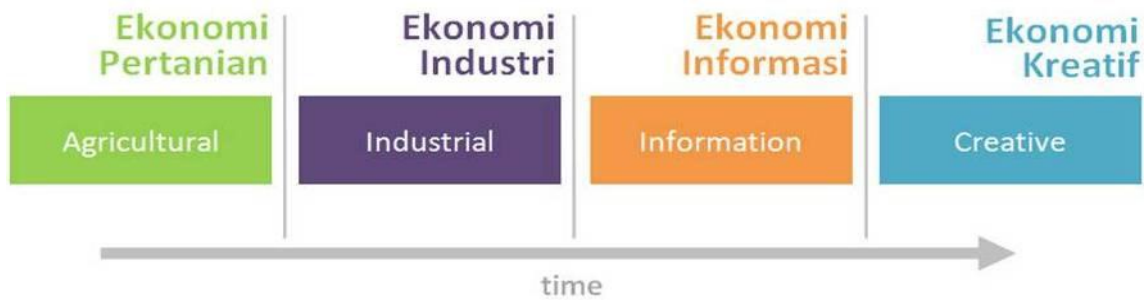 Ekonomi
Pertanian
Ekonomi
Industri
Ekonomi
Informasi
Ekonomi
Kreatif
Agricultural
Industrial
Information
Creative
time